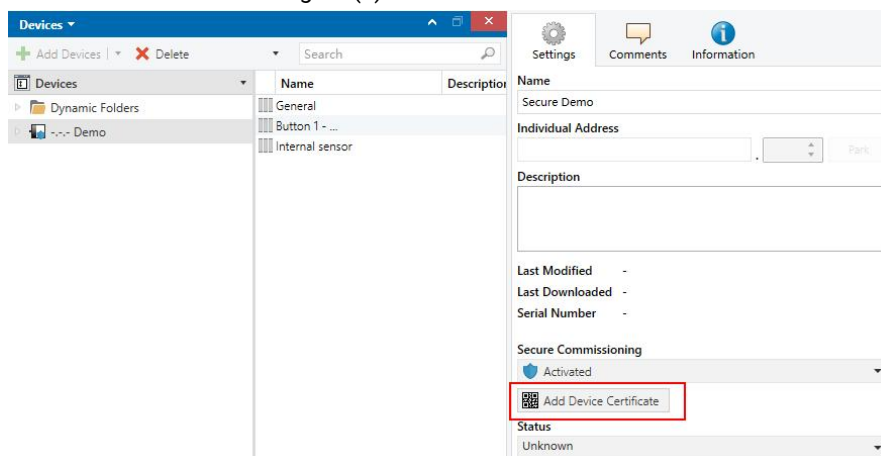 Devices
Add Devices | Delete
Search
Devices
Dynamic Folders
-.-.- Demo
Name Description
General
Button 1 - ...
Internal sensor
Settings Comments Information
Name
Secure Demo
Individual Address
. Park
Description
Last Modified -
Last Downloaded -
Serial Number -
Secure Commissioning
Activated
Add Device Certificate
Status
Unknown